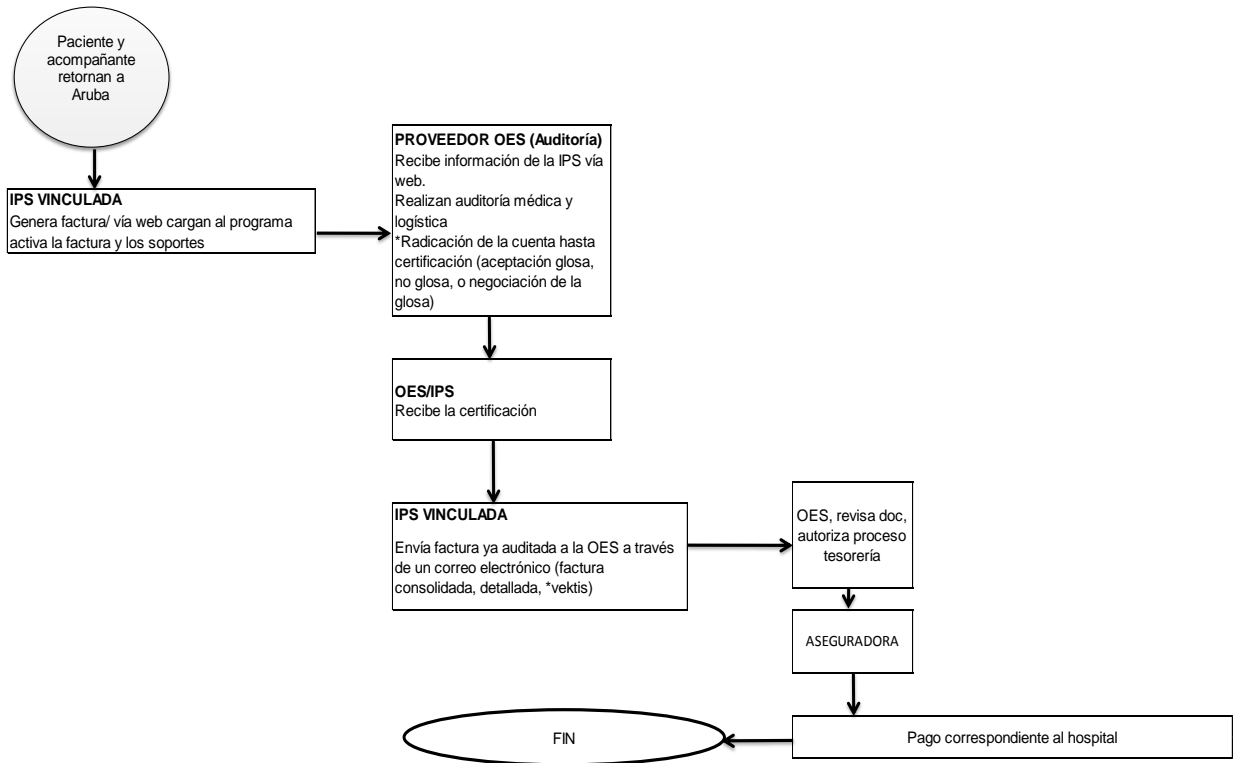 Paciente y
acompañante
retornan a
Aruba
IPS VINCULADA
Genera factura/ vía web cargan al programa
activa la factura y los soportes
PROVEEDOR OES (Auditoría)
Recibe información de la IPS vía
web.
Realizan auditoría médica y
logística
*Radicación de la cuenta hasta
certificación (aceptación glosa,
no glosa, o negociación de la
glosa)
OES/IPS
Recibe la certificación
IPS VINCULADA
Envía factura ya auditada a la OES a través
de un correo electrónico (factura
consolidada, detallada, *vektis)
OES, revisa doc,
autoriza proceso
tesorería
ASEGURADORA
Pago correspondiente al hospital
FIN